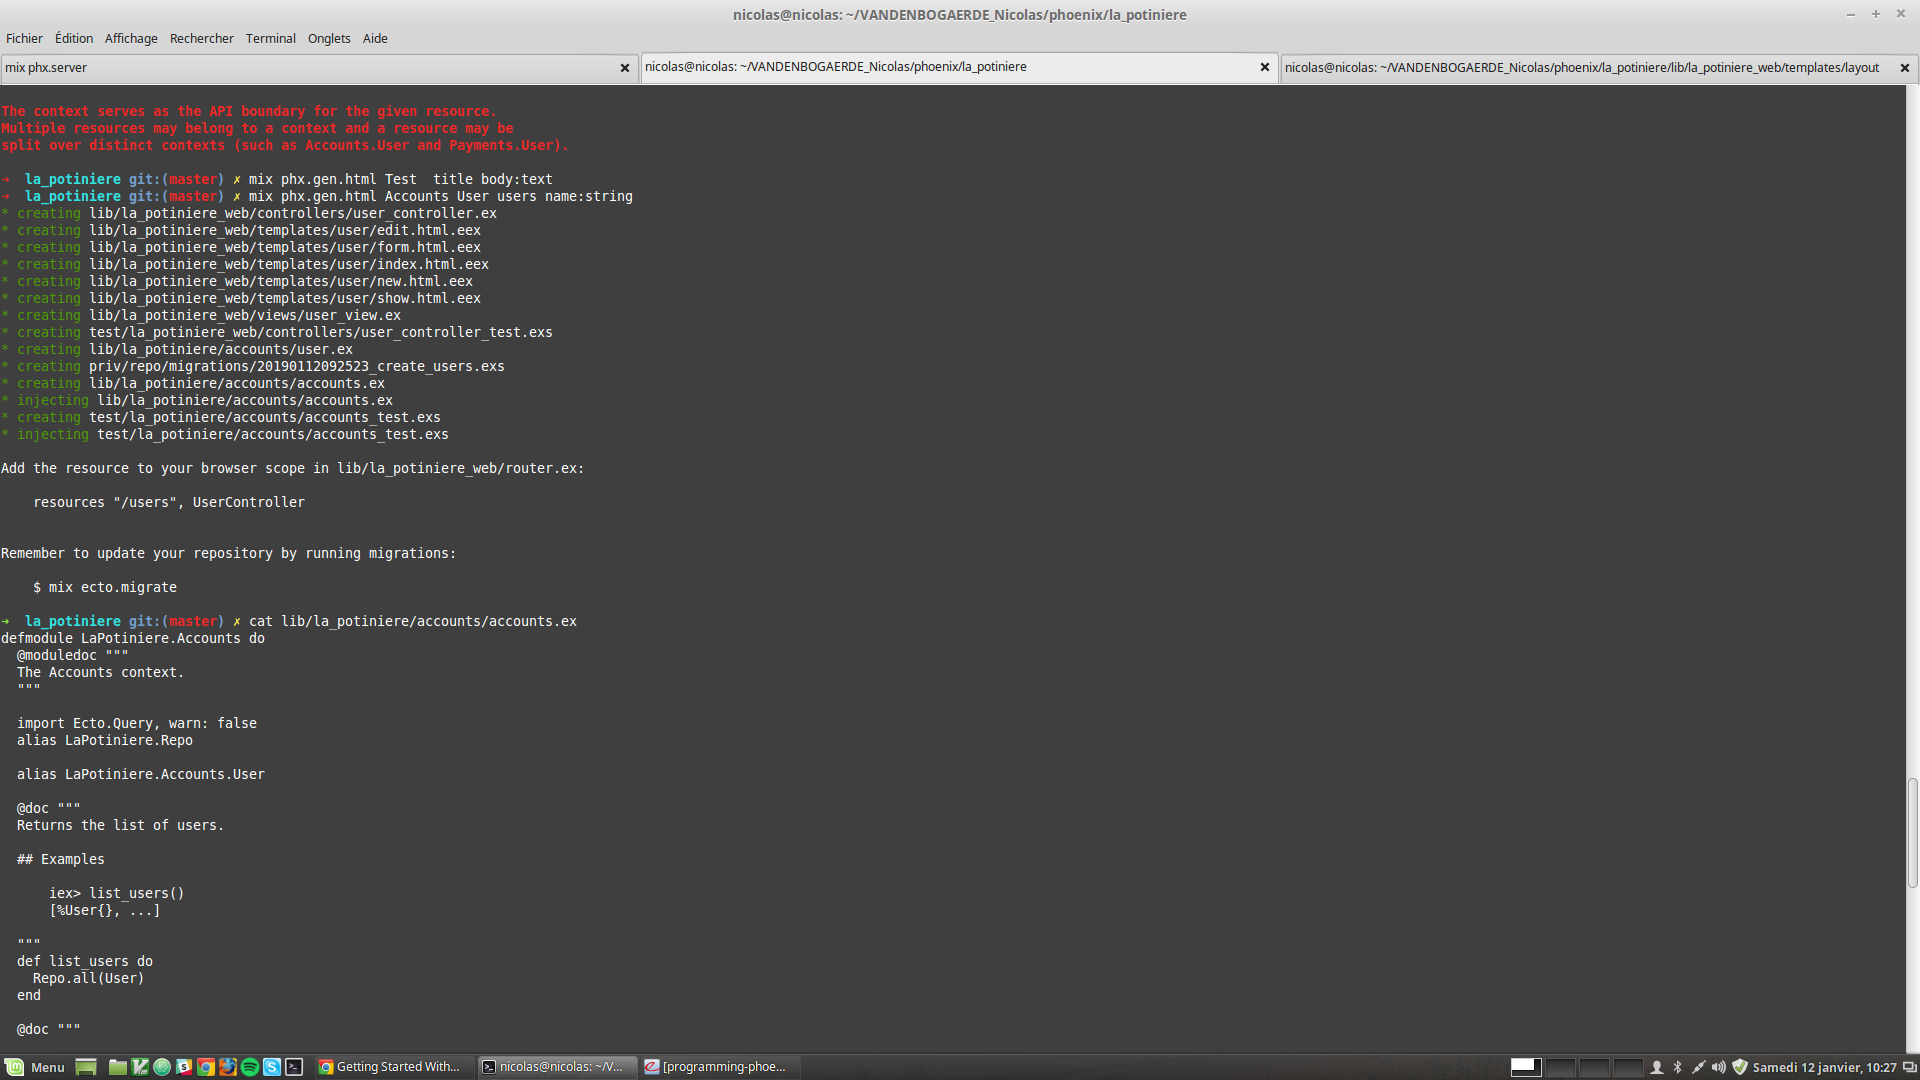 nicolas@nicolas: ~/VANDENBOGAERDE_Nicolas/phoenix/la_potiniere
Fichier Édition Affichage Rechercher Terminal Onglets Aide
mix phx.server
nicolas@nicolas: ~/VANDENBOGAERDE_Nicolas/phoenix/la_potiniere
nicolas@nicolas: ~/VANDENBOGAERDE_Nicolas/phoenix/la_potiniere/lib/la_potiniere_web/templates/layout
The context serves as the API boundary for the given resource.
Multiple resources may belong to a context and a resource may be
split over distinct contexts (such as Accounts.User and Payments.User).
➜  la_potiniere git:(master) ✗ mix phx.gen.html Test  title body:text
➜  la_potiniere git:(master) ✗ mix phx.gen.html Accounts User users name:string
* creating lib/la_potiniere_web/controllers/user_controller.ex
* creating lib/la_potiniere_web/templates/user/edit.html.eex
* creating lib/la_potiniere_web/templates/user/form.html.eex
* creating lib/la_potiniere_web/templates/user/index.html.eex
* creating lib/la_potiniere_web/templates/user/new.html.eex
* creating lib/la_potiniere_web/templates/user/show.html.eex
* creating lib/la_potiniere_web/views/user_view.ex
* creating test/la_potiniere_web/controllers/user_controller_test.exs
* creating lib/la_potiniere/accounts/user.ex
* creating priv/repo/migrations/20190112092523_create_users.exs
* creating lib/la_potiniere/accounts/accounts.ex
* injecting lib/la_potiniere/accounts/accounts.ex
* creating test/la_potiniere/accounts/accounts_test.exs
* injecting test/la_potiniere/accounts/accounts_test.exs
Add the resource to your browser scope in lib/la_potiniere_web/router.ex:
    resources "/users", UserController
Remember to update your repository by running migrations:
    $ mix ecto.migrate
➜  la_potiniere git:(master) ✗ cat lib/la_potiniere/accounts/accounts.ex
defmodule LaPotiniere.Accounts do
  @moduledoc """
  The Accounts context.
  """
  import Ecto.Query, warn: false
  alias LaPotiniere.Repo
  alias LaPotiniere.Accounts.User
  @doc """
  Returns the list of users.
  ## Examples
      iex> list_users()
      [%User{}, ...]
  """
  def list_users do
    Repo.all(User)
  end
  @doc """
Menu
Getting Started With...
nicolas@nicolas: ~/V...
[programming-phoe...
Samedi 12 janvier, 10:27